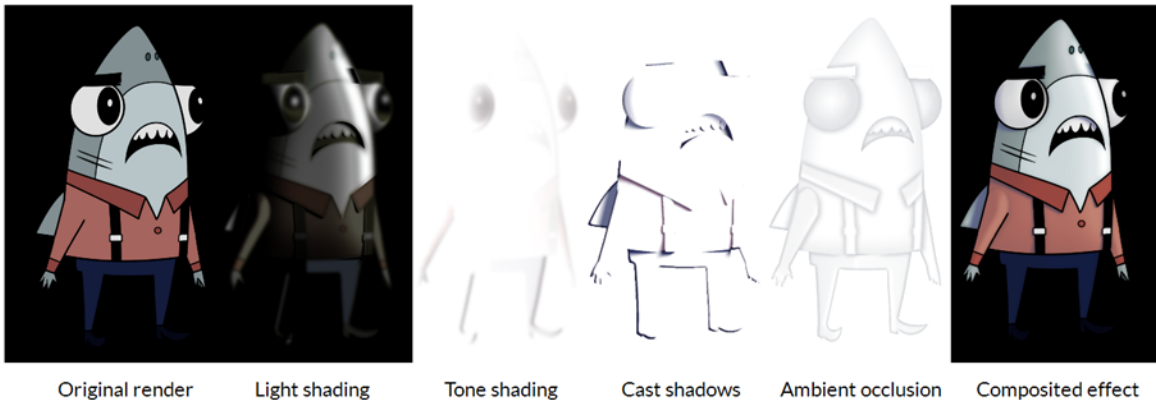 Original render
Light shading
Tone shading
Cast shadows
Ambient occlusion
Composited effect